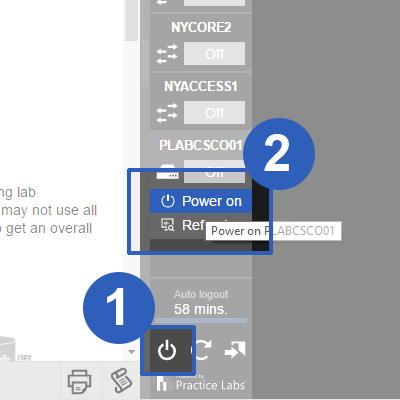 NYCORE2
Off
NYACCESS1
Off
PLABCSCO01
2
Off
ng lab
may not use all
get an overall
Power on
Power on PLABCSCO01
Auto logout
58 mins.
1
Practice Labs